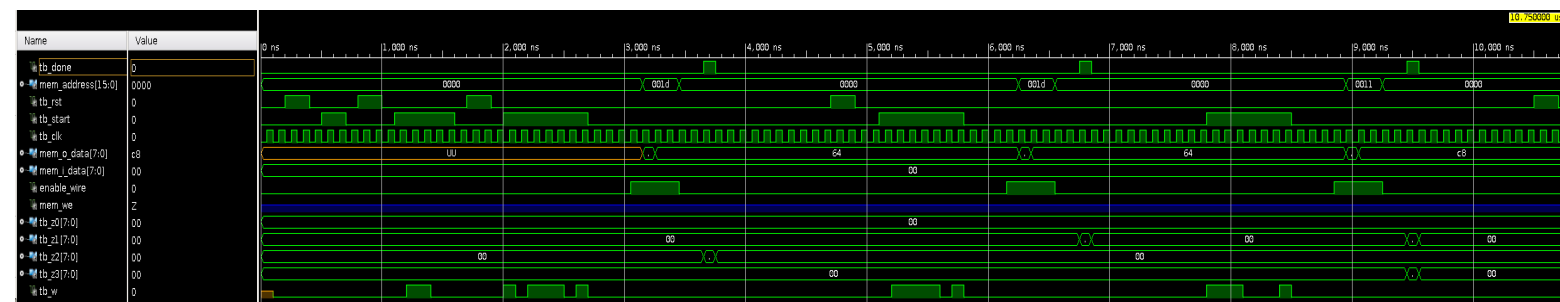 10.750000 us
Name Value
0 ns 1,000 ns 2,000 ns 3,000 ns 4,000 ns 5,000 ns 6,000 ns 7,000 ns 8,000 ns 9,000 ns 10,000 ns
tb_done 0
mem_address[15:0] 0000 0000 001d 0000 001d 0000 0011 0000
tb_rst 0
tb_start 0
tb_clk 0
mem_o_data[7:0] c8 UU . 64 . 64 . c8
mem_i_data[7:0] 00 00
enable_wire 0
mem_we Z
tb_z0[7:0] 00 00
tb_z1[7:0] 00 00 . 00 . 00
tb_z2[7:0] 00 00 . 00
tb_z3[7:0] 00 00 . 00
tb_w 0